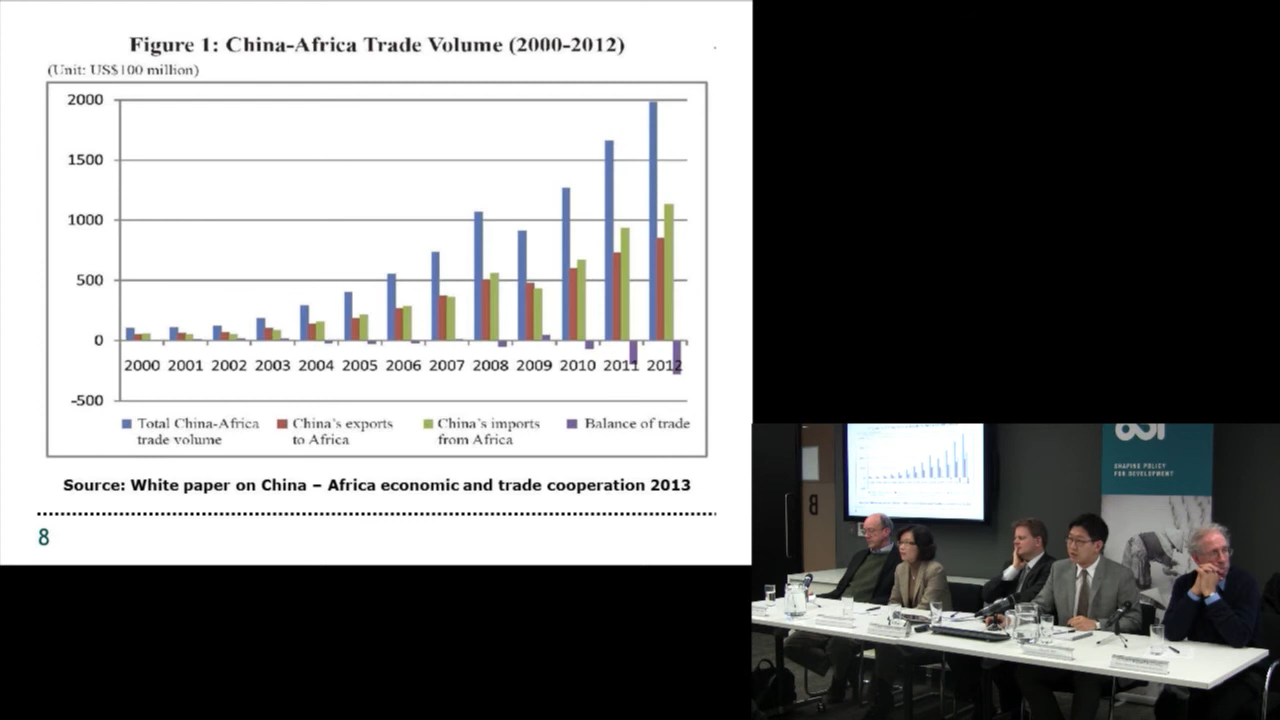 Figure 1: China-Africa Trade Volume (2000-2012)
(Unit: US$100 million)
2000
1500
1000
500
0
-500
2000 2001 2002 2003 2004 2005 2006 2007 2008 2009 2010 2011 2012
Total China-Africa trade volume
China's exports to Africa
China's imports from Africa
Balance of trade
Source: White paper on China – Africa economic and trade cooperation 2013
8
SHAPING POLICY
FOR DEVELOPMENT
8